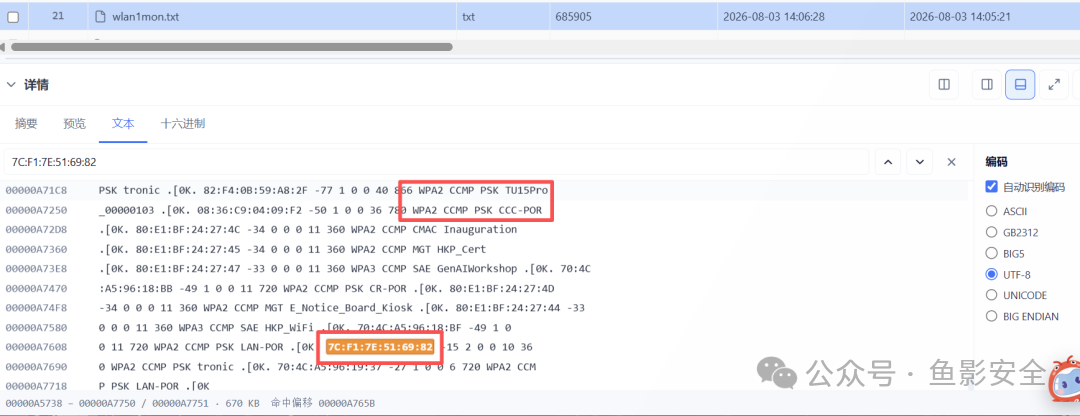 21 wlan1mon.txt txt 685905 2026-08-03 14:06:28 2026-08-03 14:05:21
详情
摘要 预览 文本 十六进制
7C:F1:7E:51:69:82
编码
00000A71C8 PSK tronic .[0K. 82:F4:0B:59:A8:2F -77 1 0 0 40 866 WPA2 CCMP PSK TU15Pro
自动识别编码
00000A7250 _00000103 .[0K. 08:36:C9:04:09:F2 -50 1 0 0 36 780 WPA2 CCMP PSK CCC-POR
ASCII
00000A72D8 .[0K. 80:E1:BF:24:27:4C -34 0 0 0 11 360 WPA2 CCMP CMAC Inauguration
GB2312
00000A7360 .[0K. 80:E1:BF:24:27:45 -34 0 0 0 11 360 WPA2 CCMP MGT HKP_Cert
BIG5
00000A73E8 .[0K. 80:E1:BF:24:27:47 -33 0 0 0 11 360 WPA3 CCMP SAE GenAIWorkshop .[0K. 70:4C
UTF-8
00000A7470 :A5:96:18:BB -49 1 0 0 11 720 WPA2 CCMP PSK CR-POR .[0K. 80:E1:BF:24:27:4D
UNICODE
00000A74F8 -34 0 0 0 11 360 WPA2 CCMP MGT E_Notice_Board_Kiosk .[0K. 80:E1:BF:24:27:44 -33
BIG ENDIAN
00000A7580 0 0 0 11 360 WPA3 CCMP SAE HKP_WiFi .[0K. 70:4C:A5:96:18:BF -49 1 0
00000A7608 0 11 720 WPA2 CCMP PSK LAN-POR .[0K 7C:F1:7E:51:69:82 -15 2 0 0 10 36
00000A7690 0 WPA2 CCMP PSK tronic .[0K. 70:4C:A5:96:19:37 -27 1 0 0 6 720 WPA2 CCM
00000A7718 P PSK LAN-POR .[0K
00000A5738 – 00000A7750 / 00000A7751 · 670 KB 命中偏移 00000A765B
公众号 · 鱼影安全